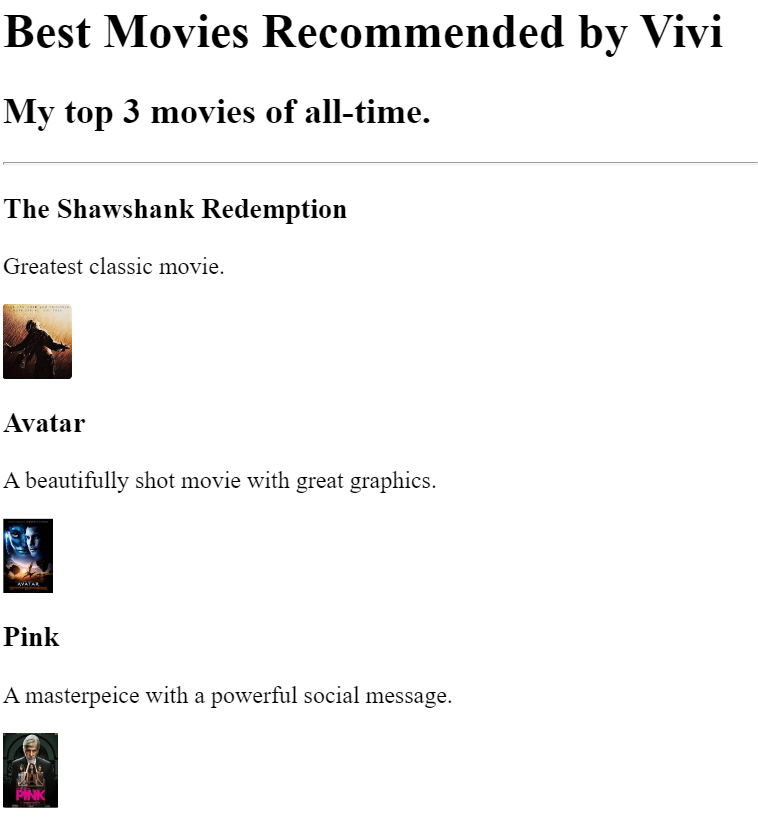 Best Movies Recommended by Vivi
My top 3 movies of all-time.
The Shawshank Redemption
Greatest classic movie.
Avatar
A beautifully shot movie with great graphics.
AVATAR
Pink
A masterpeice with a powerful social message.
PINK